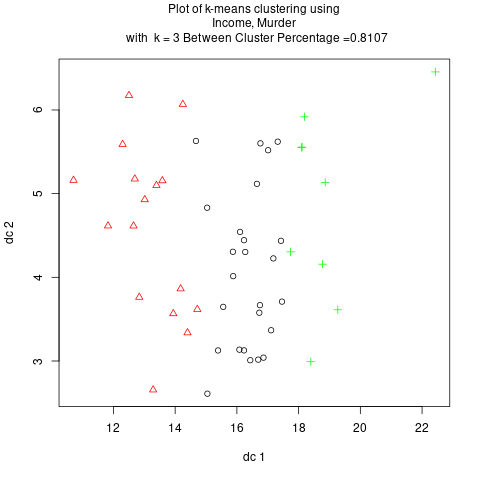 Plot of k-means clustering using
Income, Murder
with  k = 3 Between Cluster Percentage =0.8107
6
5
4
3
dc 2
12 14 16 18 20 22
dc 1